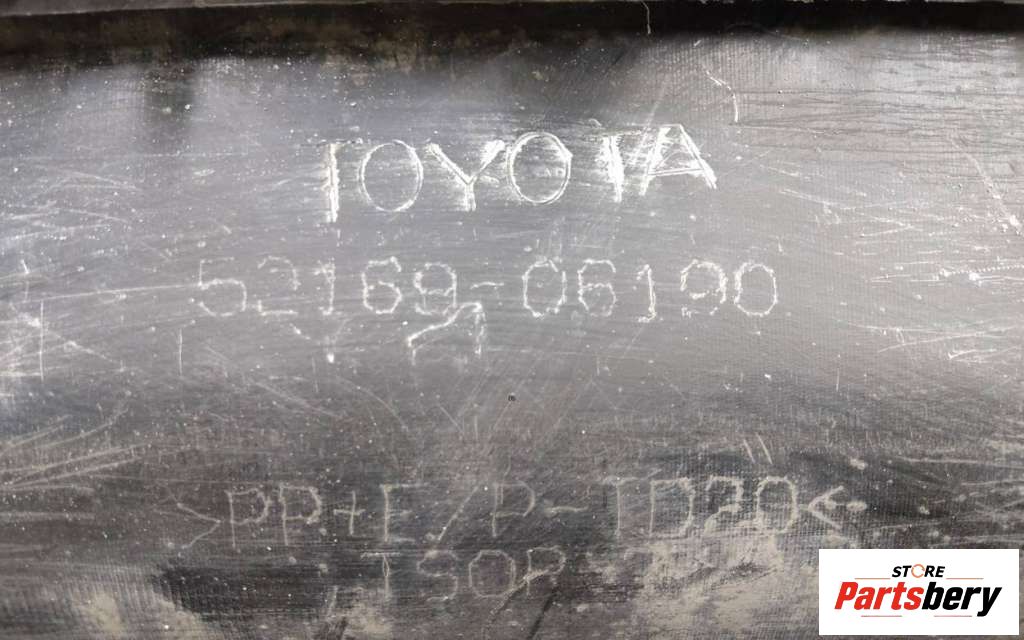 TOYOTA
52169-06190
>PP+E/P-TD20<
TSOP
STORE
Partsbery